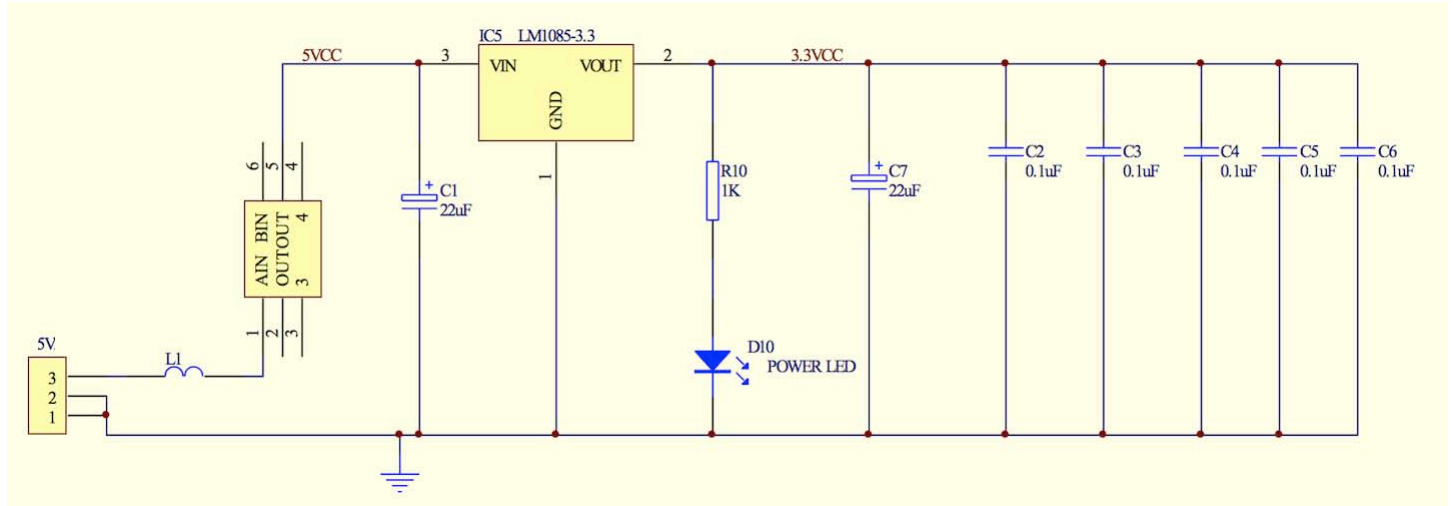 IC5 LM1085-3.3
5VCC
3
VIN
VOUT
2
3.3VCC
GND
1
6
5
4
AIN BIN
OUTOUT
3 4
1
2
3
C1
22uF
R10
1K
C7
22uF
C2
0.1uF
C3
0.1uF
C4
0.1uF
C5
0.1uF
C6
0.1uF
D10
POWER LED
5V
L1
3
2
1
+
+